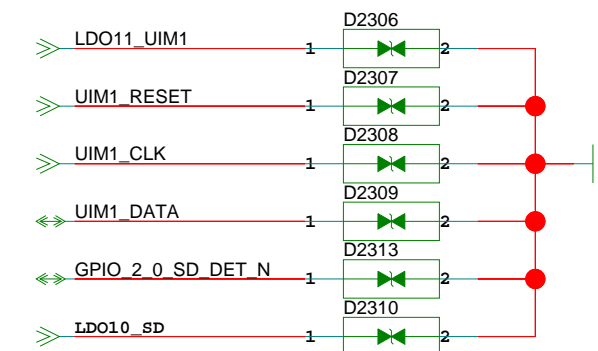 D2306
LDO11_UIM1 1 2
D2307
UIM1_RESET 1 2
D2308
UIM1_CLK 1 2
D2309
UIM1_DATA 1 2
D2313
GPIO_2_0_SD_DET_N 1 2
D2310
LDO10_SD 1 2